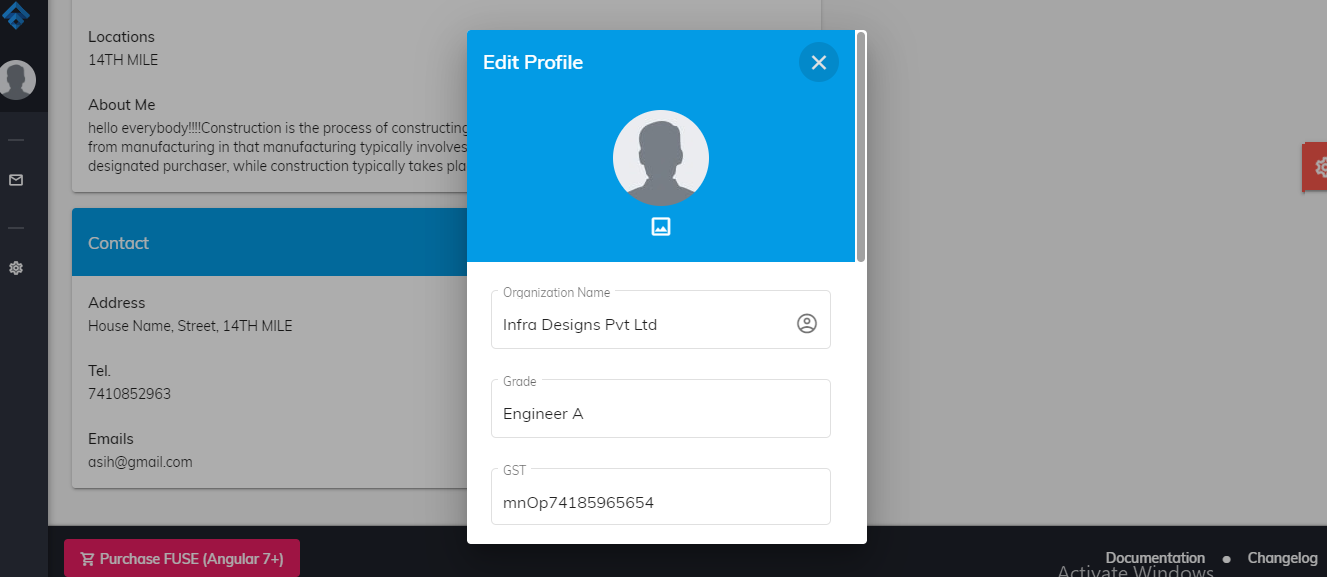 Locations
14TH MILE
About Me
hello everybody!!!!Construction is the process of constructing
from manufacturing in that manufacturing typically involves
designated purchaser, while construction typically takes pla
Contact
Address
House Name, Street, 14TH MILE
Tel.
7410852963
Emails
asih@gmail.com
Edit Profile
Organization Name
Infra Designs Pvt Ltd
Grade
Engineer A
GST
mnOp74185965654
Purchase FUSE (Angular 7+)
Documentation • Changelog
Activate Windows